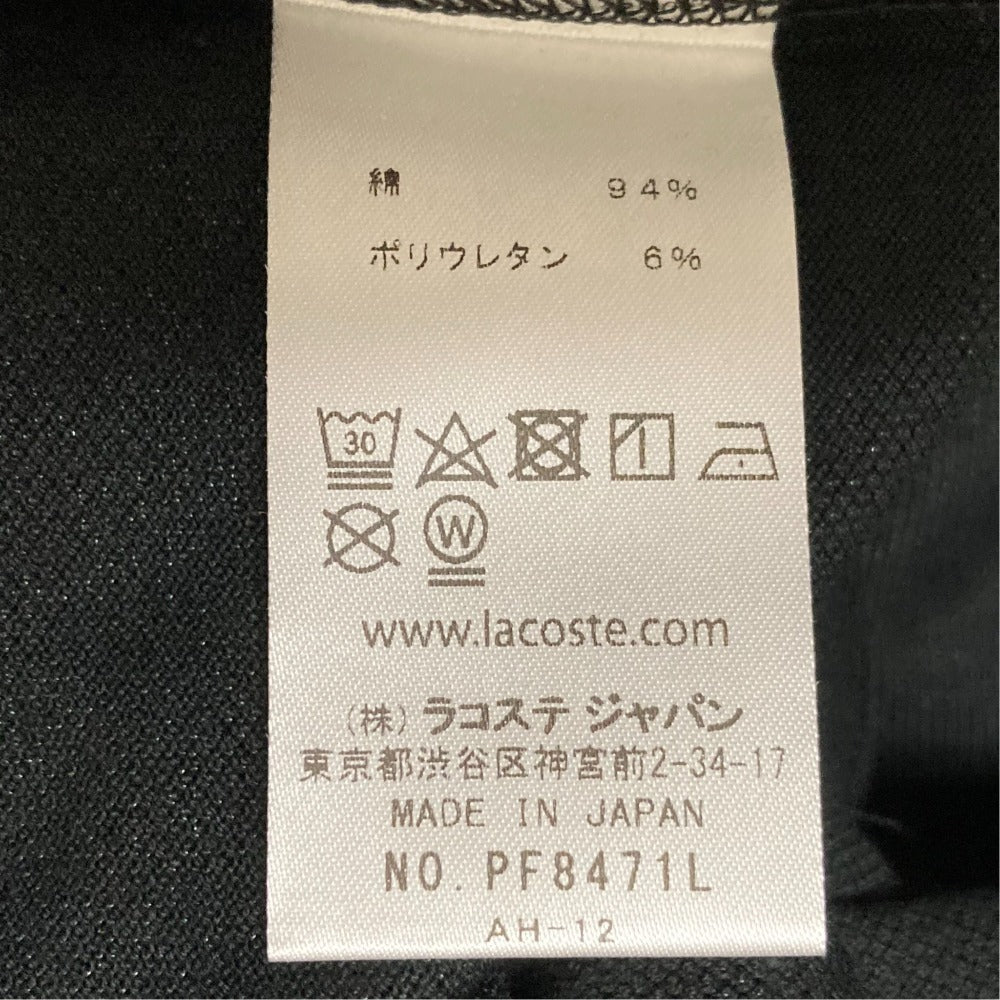 綿 94%
ポリウレタン 6%
30
W
www.lacoste.com
(株) ラコステ ジャパン
東京都渋谷区神宮前2-34-17
MADE IN JAPAN
NO. PF8471L
AH-12